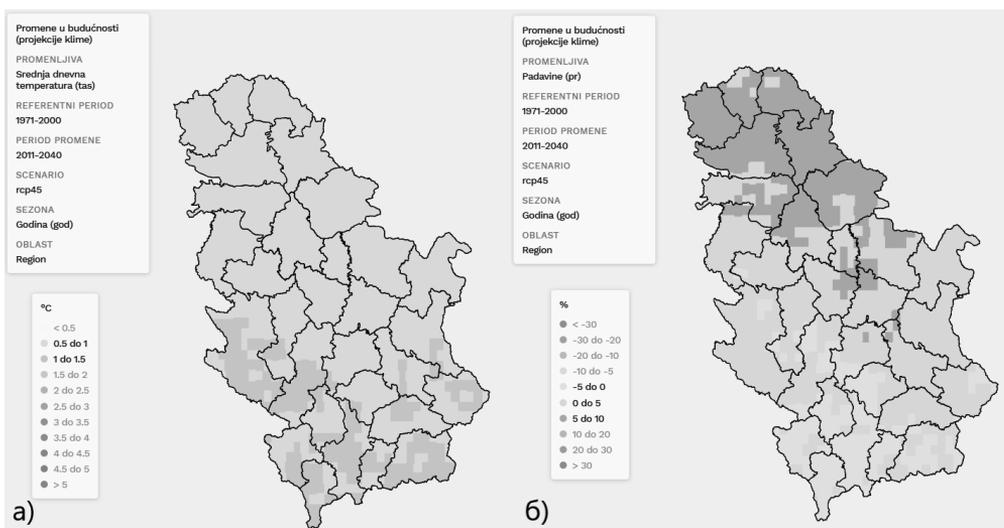 Promene u budućnosti
(projekcije klime)
PROMENLJIVA
Srednja dnevna
temperatura (tas)
REFERENTNI PERIOD
1971-2000
PERIOD PROMENE
2011-2040
SCENARIO
rcp45
SEZONA
Godina (god)
OBLAST
Region
°C
< 0.5
0.5 do 1
1 do 1.5
1.5 do 2
2 do 2.5
2.5 do 3
3 do 3.5
3.5 do 4
4 do 4.5
4.5 do 5
> 5
а)
Promene u budućnosti
(projekcije klime)
PROMENLJIVA
Padavine (pr)
REFERENTNI PERIOD
1971-2000
PERIOD PROMENE
2011-2040
SCENARIO
rcp45
SEZONA
Godina (god)
OBLAST
Region
%
< -30
-30 do -20
-20 do -10
-10 do -5
-5 do 0
0 do 5
5 do 10
10 do 20
20 do 30
> 30
б)